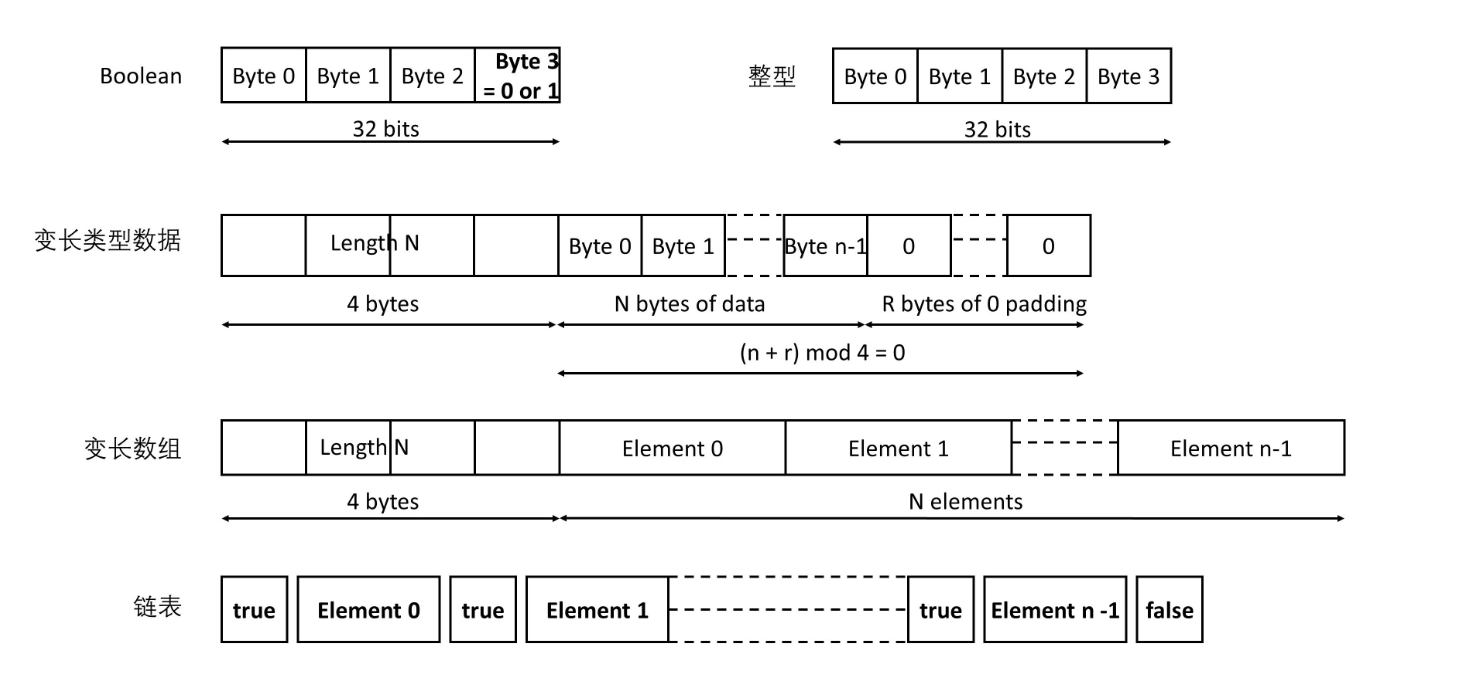 Boolean Byte 0 Byte 1 Byte 2 Byte 3
= 0 or 1
整型 Byte 0 Byte 1 Byte 2 Byte 3
32 bits
32 bits
变长类型数据 Length N Byte 0 Byte 1 Byte n-1 0 0
4 bytes N bytes of data R bytes of 0 padding
(n + r) mod 4 = 0
变长数组 Length N Element 0 Element 1 Element n-1
4 bytes N elements
链表 true Element 0 true Element 1 true Element n -1 false